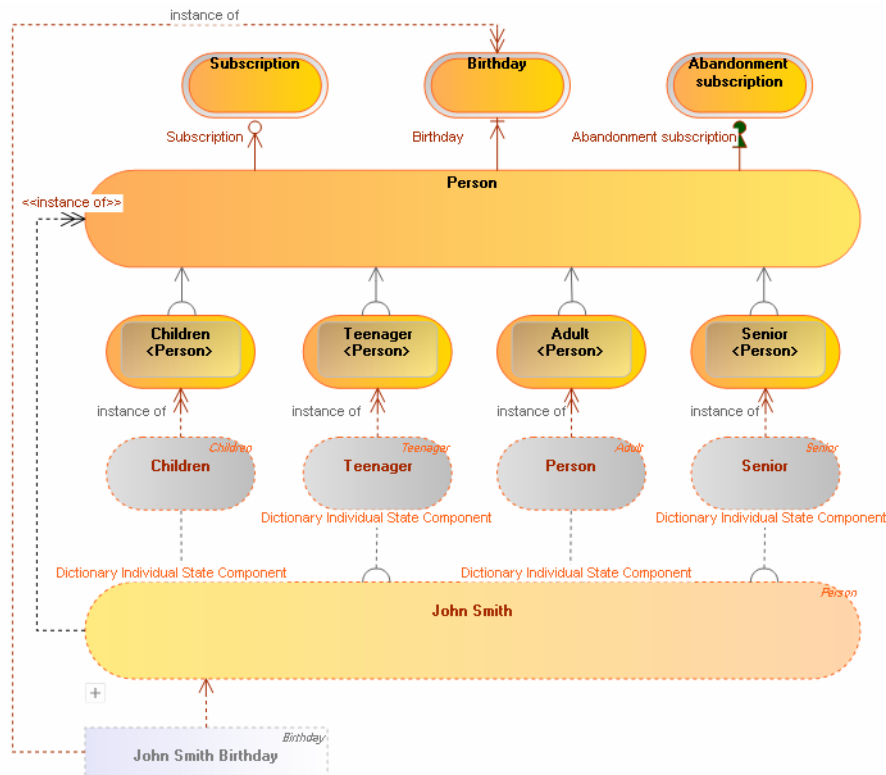 instance of
Subscription
Birthday
Abandonment
subscription
Subscription
Birthday
Abandonment subscription
Person
<<instance of>>
Children
<Person>
Teenager
<Person>
Adult
<Person>
Senior
<Person>
instance of
instance of
instance of
instance of
Children
Children
Teenager
Teenager
Adult
Person
Senior
Senior
Dictionary Individual State Component
Dictionary Individual State Component
Dictionary Individual State Component
Dictionary Individual State Component
Person
John Smith
Birthday
John Smith Birthday